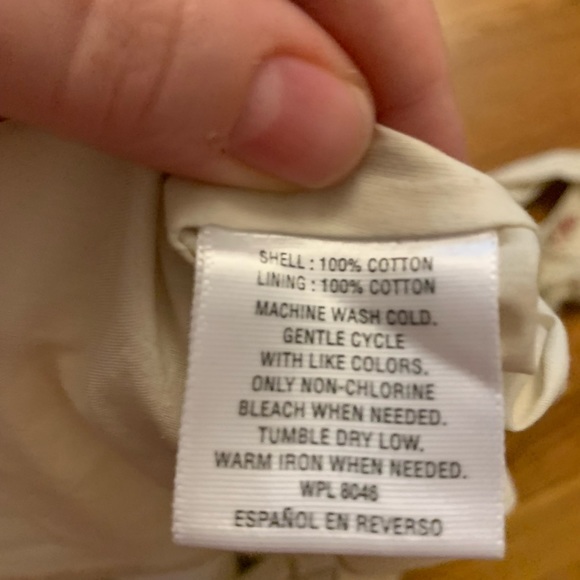 SHELL : 100% COTTON
LINING : 100% COTTON
MACHINE WASH COLD.
GENTLE CYCLE
WITH LIKE COLORS.
ONLY NON-CHLORINE
BLEACH WHEN NEEDED.
TUMBLE DRY LOW.
WARM IRON WHEN NEEDED.
WPL 8046
ESPAÑOL EN REVERSO